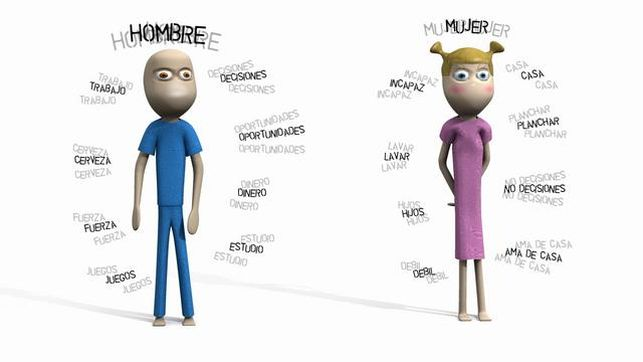 HOMBRE
TRABAJO
CERVEZA
FUERZA
JUEGOS
DECISIONES
OPORTUNIDADES
DINERO
ESTUDIO
MUJER
INCAPAZ
LAVAR
HIJOS
DEBIL
CASA
PLANCHAR
NO DECISIONES
AMA DE CASA